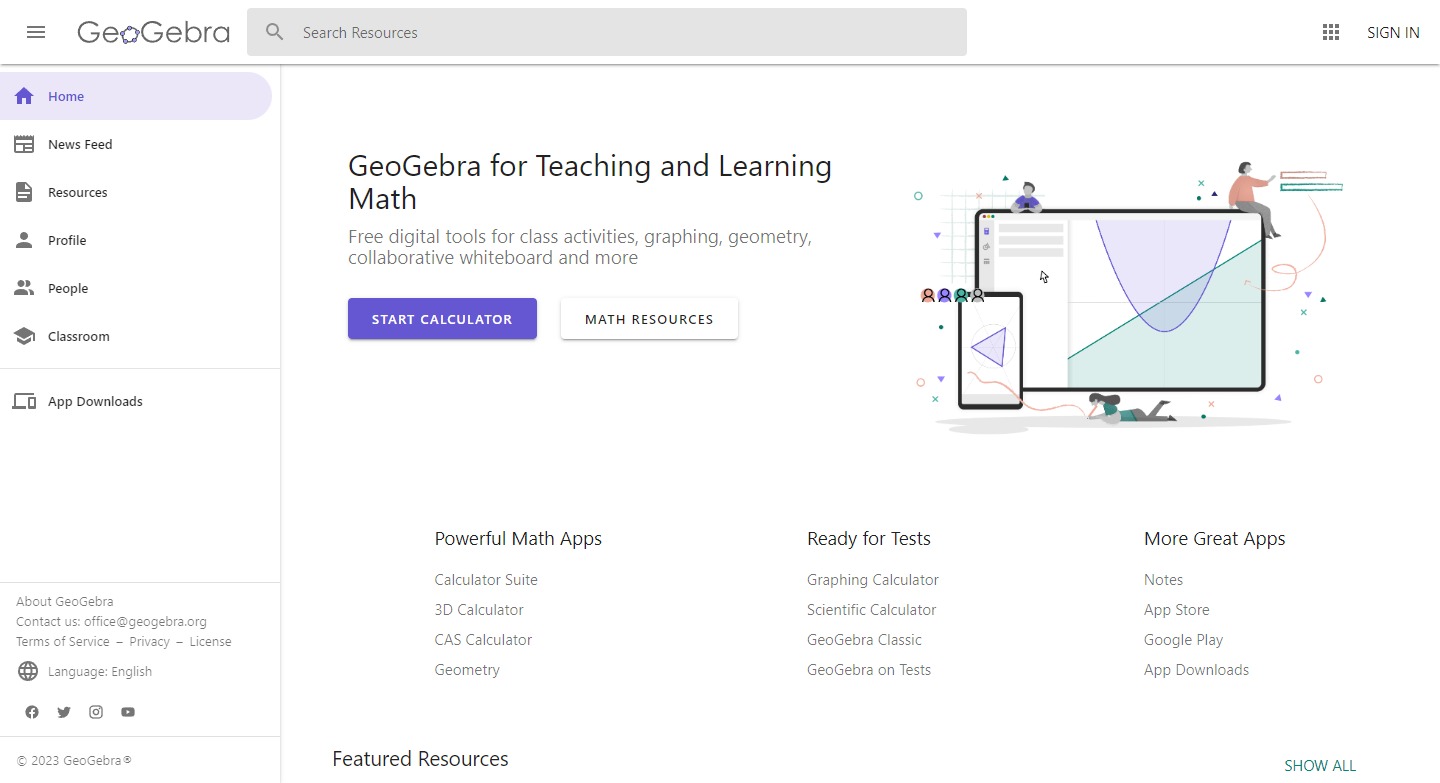 GeoGebra
Search Resources
SIGN IN
Home
News Feed
Resources
Profile
People
Classroom
App Downloads
About GeoGebra
Contact us: office@geogebra.org
Terms of Service – Privacy – License
Language: English
© 2023 GeoGebra®
GeoGebra for Teaching and Learning
Math
Free digital tools for class activities, graphing, geometry,
collaborative whiteboard and more
START CALCULATOR
MATH RESOURCES
Powerful Math Apps
Calculator Suite
3D Calculator
CAS Calculator
Geometry
Ready for Tests
Graphing Calculator
Scientific Calculator
GeoGebra Classic
GeoGebra on Tests
More Great Apps
Notes
App Store
Google Play
App Downloads
Featured Resources
SHOW ALL